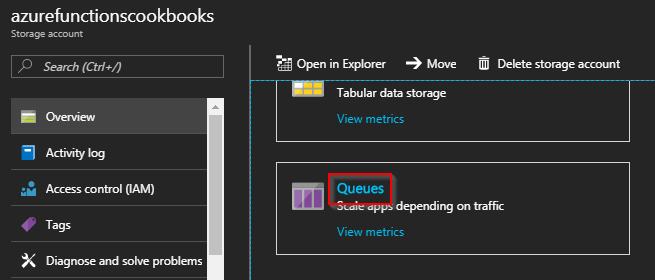 azurefunctionscookbooks
Storage account
Search (Ctrl+/)
Overview
Activity log
Access control (IAM)
Tags
Diagnose and solve problems
Open in Explorer
Move
Delete storage account
Tabular data storage
View metrics
Queues
Scale apps depending on traffic
View metrics